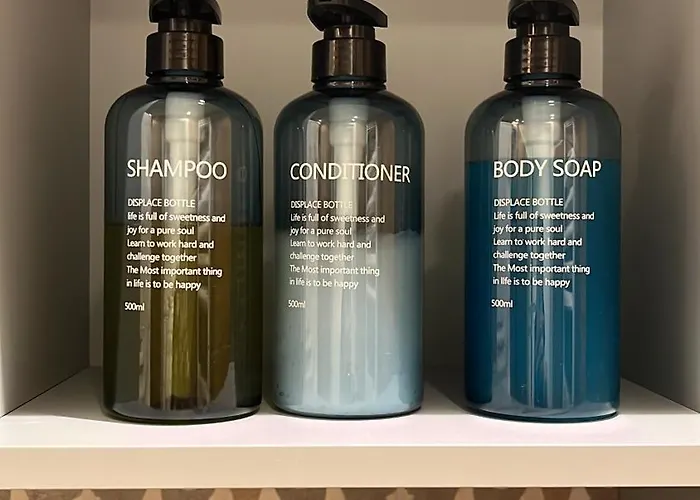 SHAMPOO
DISPLACE BOTTLE
life is full of sweetness and
joy for a pure soul
Learn to work hard and
challenge together
The Most important thing
in life is to be happy
500ml
CONDITIONER
DISPLACE BOTTLE
Life is full of sweetness and
joy for a pure soul
Learn to work hard and
challenge together
The Most important thing
in life is to be happy
500ml
BODY SOAP
DISPLACE BOTTLE
Life is full of sweetness and
joy for a pure soul
Learn to work hard and
challenge together
The Most important thing
in life is to be happy
500ml